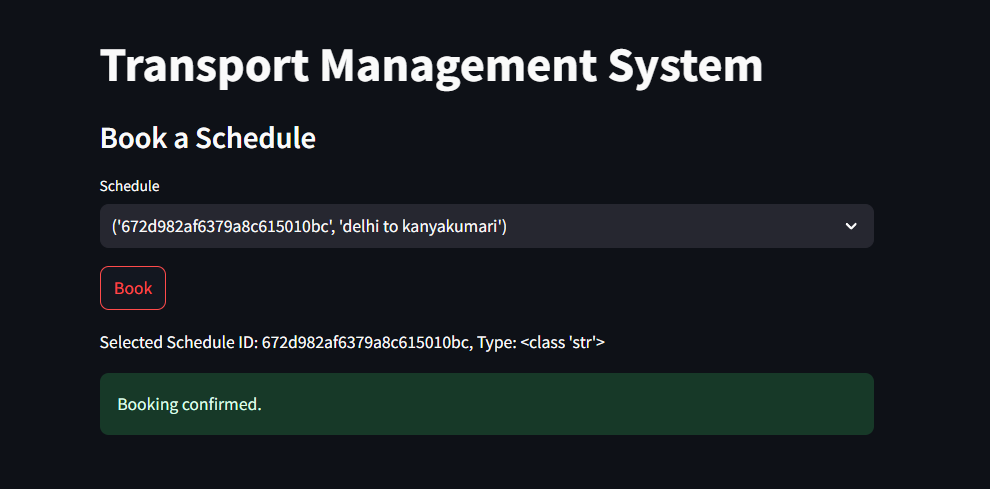 Transport Management System
Book a Schedule
Schedule
('672d982af6379a8c615010bc', 'delhi to kanyakumari')
Book
Selected Schedule ID: 672d982af6379a8c615010bc, Type: <class 'str'>
Booking confirmed.